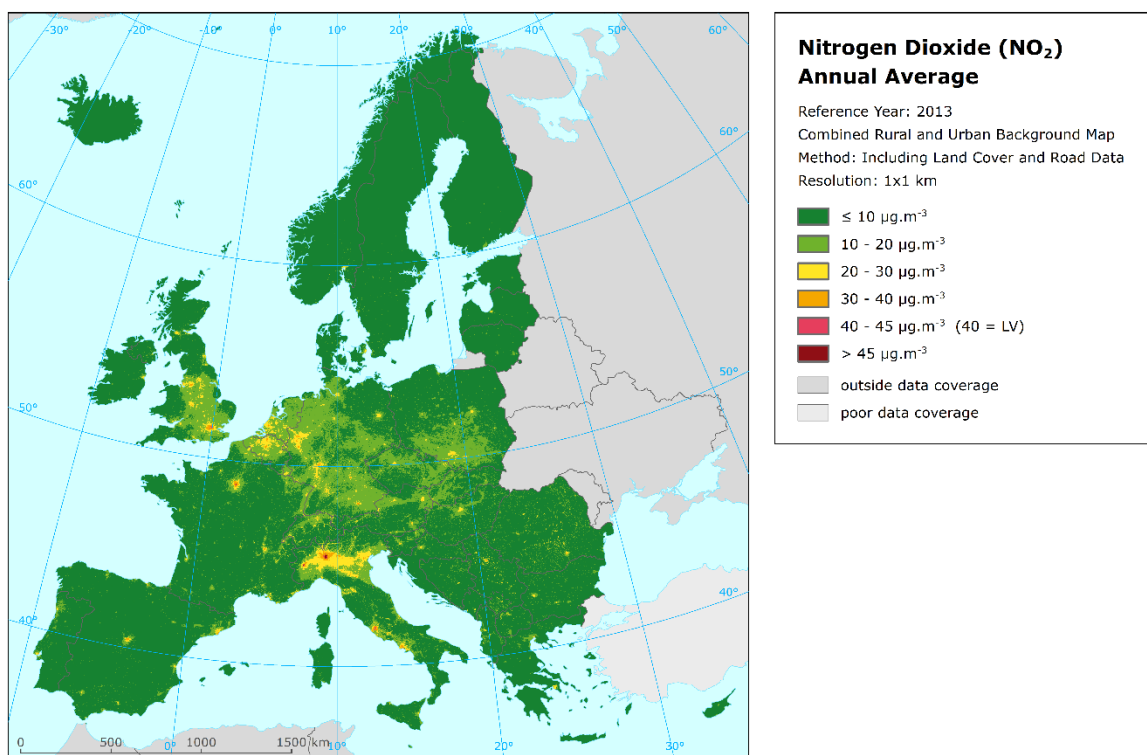 -30° -20° -10° 0° 10° 20° 30° 40° 50° 60°
60°
60°
50°
50°
40°
40°
0 500 1000 1500 km
0° 10° 20° 30°
Nitrogen Dioxide (NO₂)
Annual Average
Reference Year: 2013
Combined Rural and Urban Background Map
Method: Including Land Cover and Road Data
Resolution: 1x1 km
≤ 10 µg.m⁻³
10 - 20 µg.m⁻³
20 - 30 µg.m⁻³
30 - 40 µg.m⁻³
40 - 45 µg.m⁻³ (40 = LV)
> 45 µg.m⁻³
outside data coverage
poor data coverage